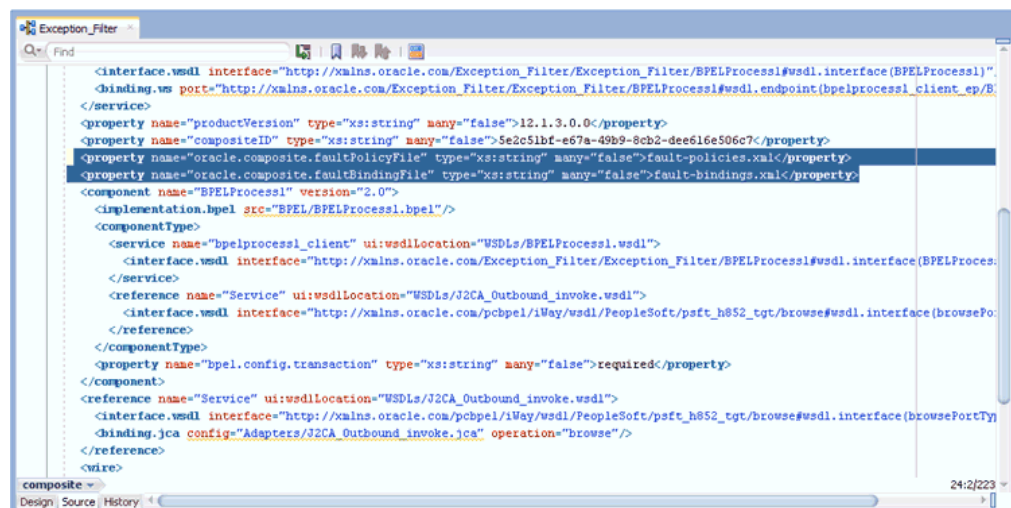 Exception_Filter
Find
<interface.wsdl interface="http://xmlns.oracle.com/Exception_Filter/Exception_Filter/BPELProcess1#wsdl.interface(BPELProcess1)"
<binding.ws port="http://xmlns.oracle.com/Exception_Filter/Exception_Filter/BPELProcess1#wsdl.endpoint(bpelprocess1_client_ep/B
</service>
<property name="productVersion" type="xs:string" many="false">12.1.3.0.0</property>
<property name="compositeID" type="xs:string" many="false">5e2c51bf-e67a-49b9-8cb2-dee616e506c7</property>
<property name="oracle.composite.faultPolicyFile" type="xs:string" many="false">fault-policies.xml</property>
<property name="oracle.composite.faultBindingFile" type="xs:string" many="false">fault-bindings.xml</property>
<component name="BPELProcess1" version="2.0">
<implementation.bpel src="BPEL/BPELProcess1.bpel"/>
<componentType>
<service name="bpelprocess1_client" ui:wsdlLocation="WSDLs/BPELProcess1.wsdl">
<interface.wsdl interface="http://xmlns.oracle.com/Exception_Filter/Exception_Filter/BPELProcess1#wsdl.interface(BPELProces
</service>
<reference name="Service" ui:wsdlLocation="WSDLs/J2CA_Outbound_invoke.wsdl">
<interface.wsdl interface="http://xmlns.oracle.com/pcbpel/iWay/wsdl/PeopleSoft/psft_h852_tgt/browse#wsdl.interface(browsePo
</reference>
</componentType>
<property name="bpel.config.transaction" type="xs:string" many="false">required</property>
</component>
<reference name="Service" ui:wsdlLocation="WSDLs/J2CA_Outbound_invoke.wsdl">
<interface.wsdl interface="http://xmlns.oracle.com/pcbpel/iWay/wsdl/PeopleSoft/psft_h852_tgt/browse#wsdl.interface(browsePortTy
<binding.jca config="Adapters/J2CA_Outbound_invoke.jca" operation="browse"/>
</reference>
<wire>
composite
24:2/223
Design Source History